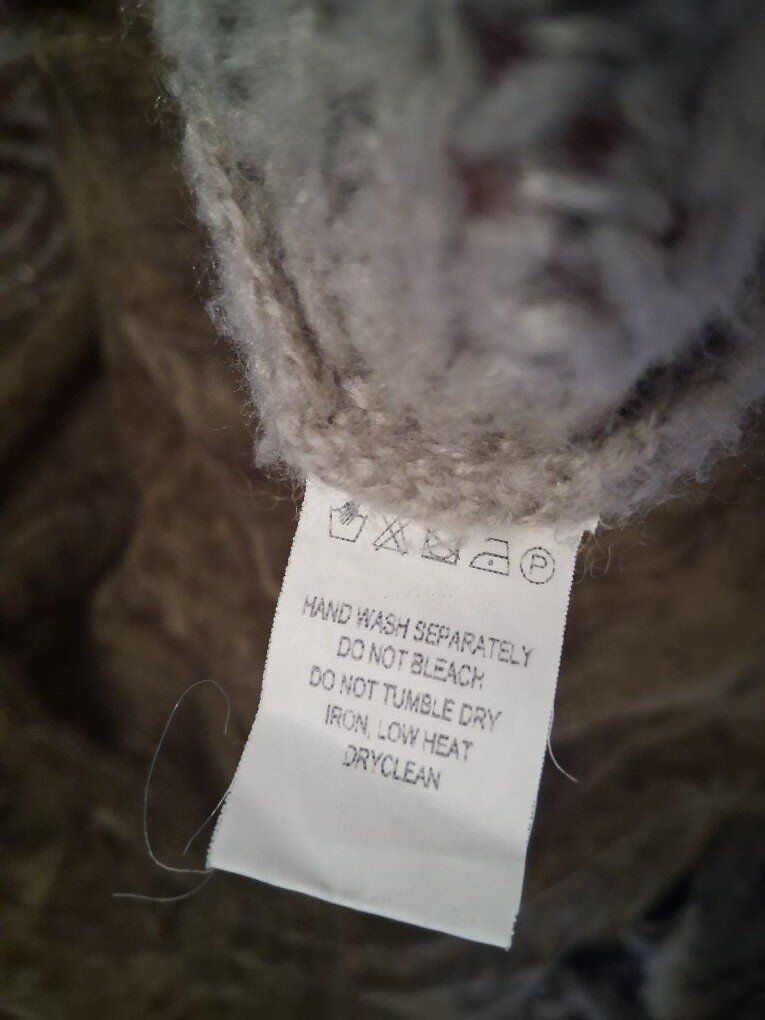 P
HAND WASH SEPARATELY
DO NOT BLEACH
DO NOT TUMBLE DRY
IRON, LOW HEAT
DRYCLEAN